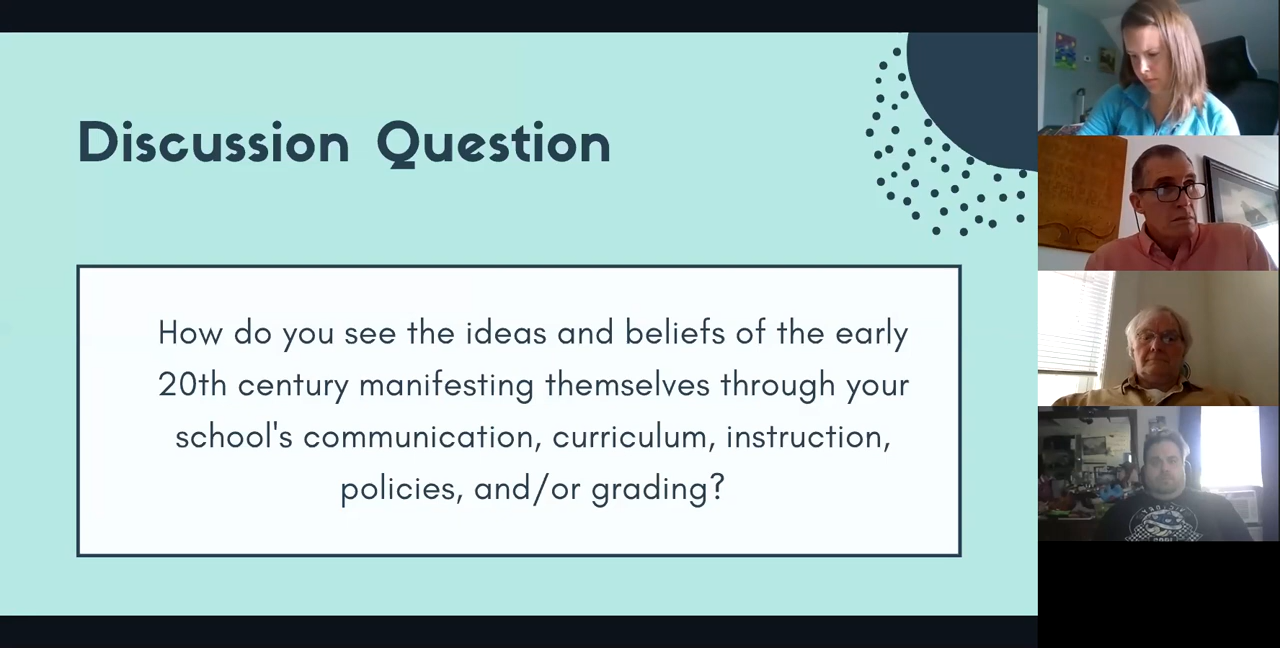 Discussion Question
How do you see the ideas and beliefs of the early
20th century manifesting themselves through your
school's communication, curriculum, instruction,
policies, and/or grading?